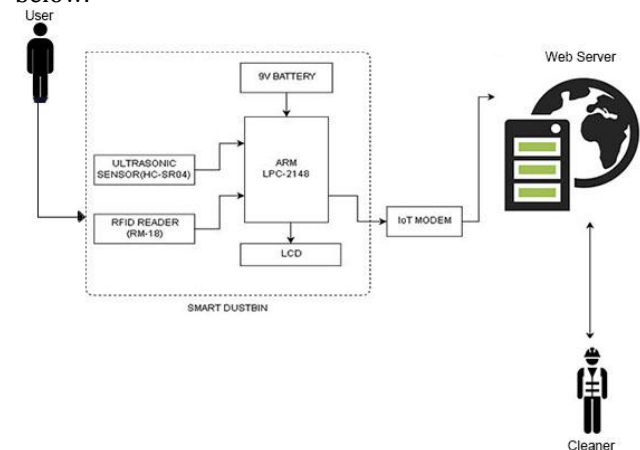 below.
User
Web Server
9V BATTERY
ULTRASONIC
SENSOR(HC-SR04)
ARM
LPC-2148
RFID READER
(RM-18)
IoT MODEM
LCD
SMART DUSTBIN
Cleaner